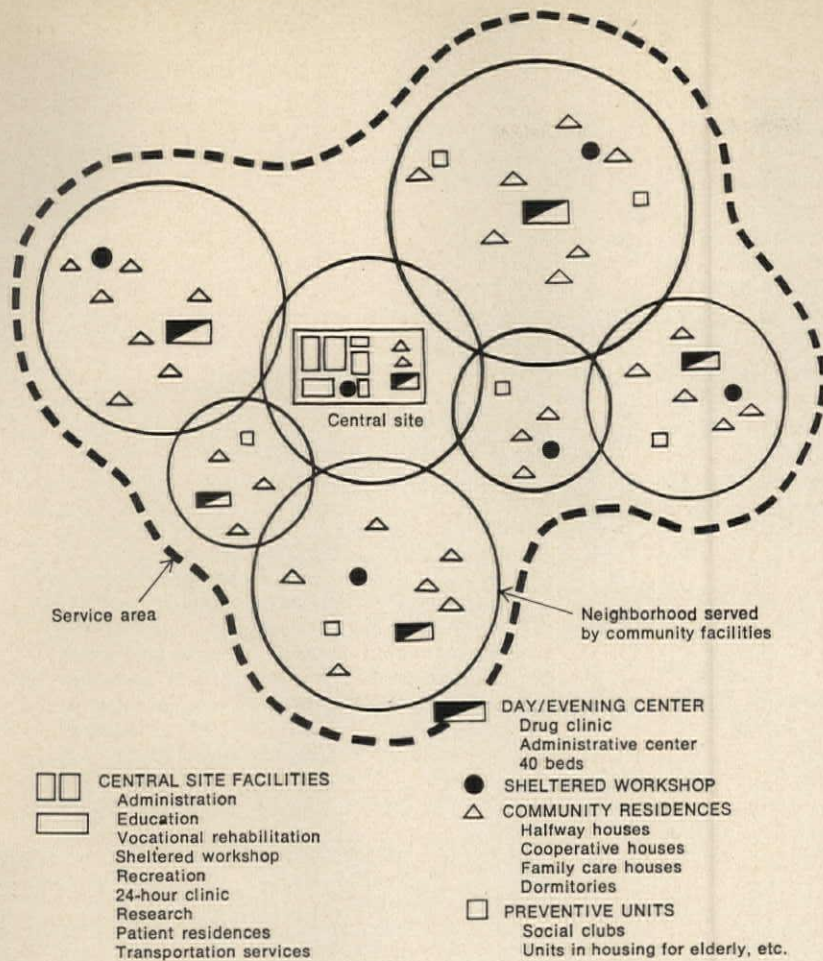 Central site
Service area
Neighborhood served
by community facilities
CENTRAL SITE FACILITIES
Administration
Education
Vocational rehabilitation
Sheltered workshop
Recreation
24-hour clinic
Research
Patient residences
Transportation services
DAY/EVENING CENTER
Drug clinic
Administrative center
40 beds
SHELTERED WORKSHOP
COMMUNITY RESIDENCES
Halfway houses
Cooperative houses
Family care houses
Dormitories
PREVENTIVE UNITS
Social clubs
Units in housing for elderly, etc.